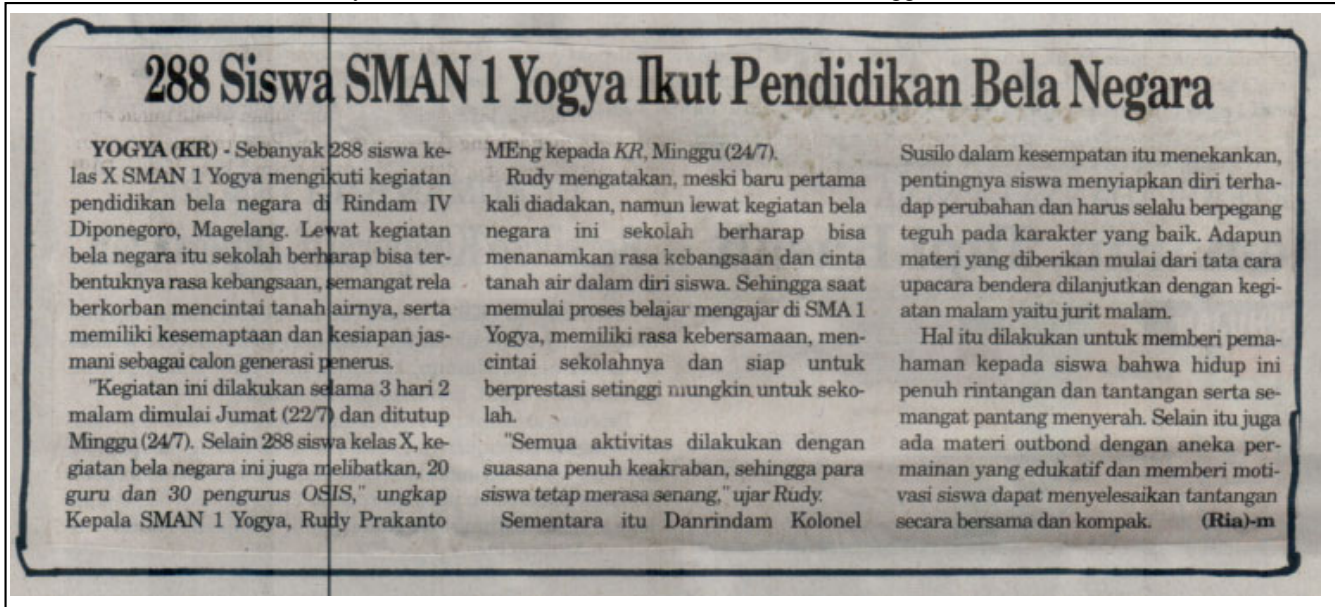 288 Siswa SMAN 1 Yogya Ikut Pendidikan Bela Negara
YOGYA (KR) - Sebanyak 288 siswa ke-
las X SMAN 1 Yogya mengikuti kegiatan
pendidikan bela negara di Rindam IV
Diponegoro, Magelang. Lewat kegiatan
bela negara itu sekolah berharap bisa ter-
bentuknya rasa kebangsaan, semangat rela
berkorban mencintai tanah airnya, serta
memiliki kesemaptaan dan kesiapan jas-
mani sebagai calon generasi penerus.
"Kegiatan ini dilakukan selama 3 hari 2
malam dimulai Jumat (22/7) dan ditutup
Minggu (24/7). Selain 288 siswa kelas X, ke-
giatan bela negara ini juga melibatkan, 20
guru dan 30 pengurus OSIS," ungkap
Kepala SMAN 1 Yogya, Rudy Prakanto
MEng kepada KR, Minggu (24/7).
Rudy mengatakan, meski baru pertama
kali diadakan, namun lewat kegiatan bela
negara ini sekolah berharap bisa
menanamkan rasa kebangsaan dan cinta
tanah air dalam diri siswa. Sehingga saat
memulai proses belajar mengajar di SMA 1
Yogya, memiliki rasa kebersamaan, men-
cintai sekolahnya dan siap untuk
berprestasi setinggi mungkin untuk seko-
lah.
"Semua aktivitas dilakukan dengan
suasana penuh keakraban, sehingga para
siswa tetap merasa senang," ujar Rudy.
Sementara itu Danrindam Kolonel
Susilo dalam kesempatan itu menekankan,
pentingnya siswa menyiapkan diri terha-
dap perubahan dan harus selalu berpegang
teguh pada karakter yang baik. Adapun
materi yang diberikan mulai dari tata cara
upacara bendera dilanjutkan dengan kegi-
atan malam yaitu jurit malam.
Hal itu dilakukan untuk memberi pema-
haman kepada siswa bahwa hidup ini
penuh rintangan dan tantangan serta se-
mangat pantang menyerah. Selain itu juga
ada materi outbond dengan aneka per-
mainan yang edukatif dan memberi moti-
vasi siswa dapat menyelesaikan tantangan
secara bersama dan kompak. (Ria)-m